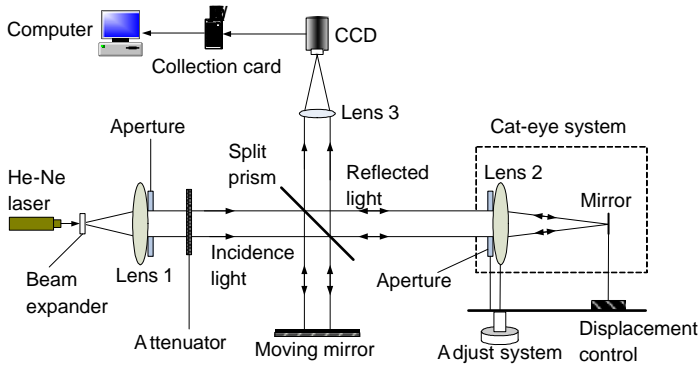 Computer
Collection card
CCD
Lens 3
Aperture
Split
prism
Cat-eye system
Reflected
light
Lens 2
Mirror
He-Ne
laser
Lens 1
Incidence
light
Beam
expander
Aperture
Attenuator
Moving mirror
Adjust system
Displacement
control